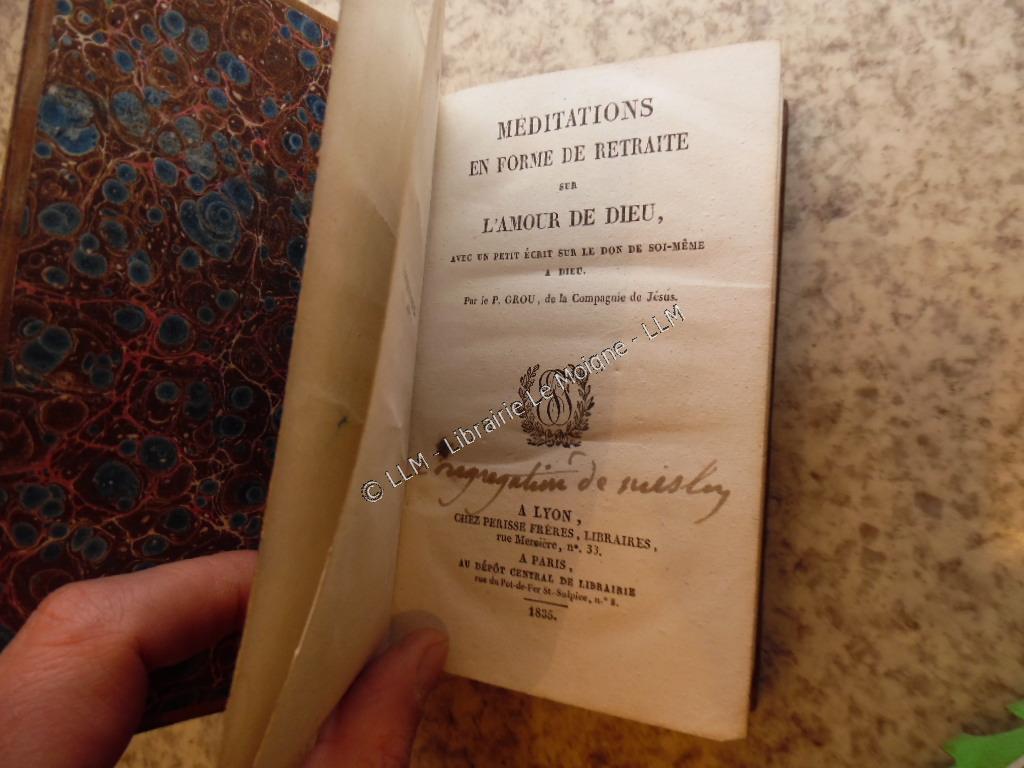 MÉDITATIONS
EN FORME DE RETRAITE
SUR
L'AMOUR DE DIEU,
AVEC UN PETIT ÉCRIT SUR LE DON DE SOI-MÊME
A DIEU.
Par le P. GROU, de la Compagnie de Jésus.
© LLM - Librairie Le Moigne - LLM
de
A LYON,
CHEZ PERISSE FRÈRES, LIBRAIRES,
rue Mercière, n°. 33.
A PARIS,
AU DÉPÔT CENTRAL DE LIBRAIRIE
rue du Pot-de-Fer St-Sulpice, n.° 8.
1835.